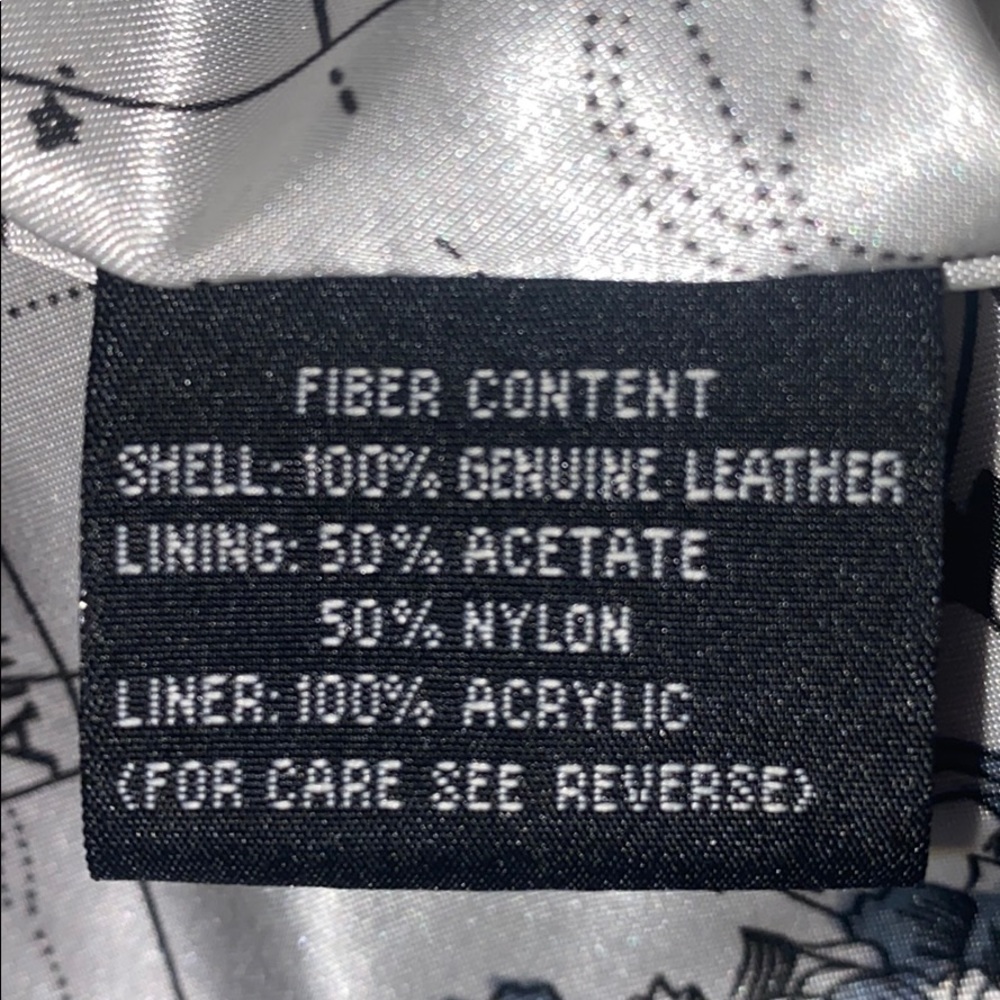 FIBER CONTENT
SHELL: 100% GENUINE LEATHER
LINING: 50% ACETATE
50% NYLON
LINER: 100% ACRYLIC
(FOR CARE SEE REVERSE)